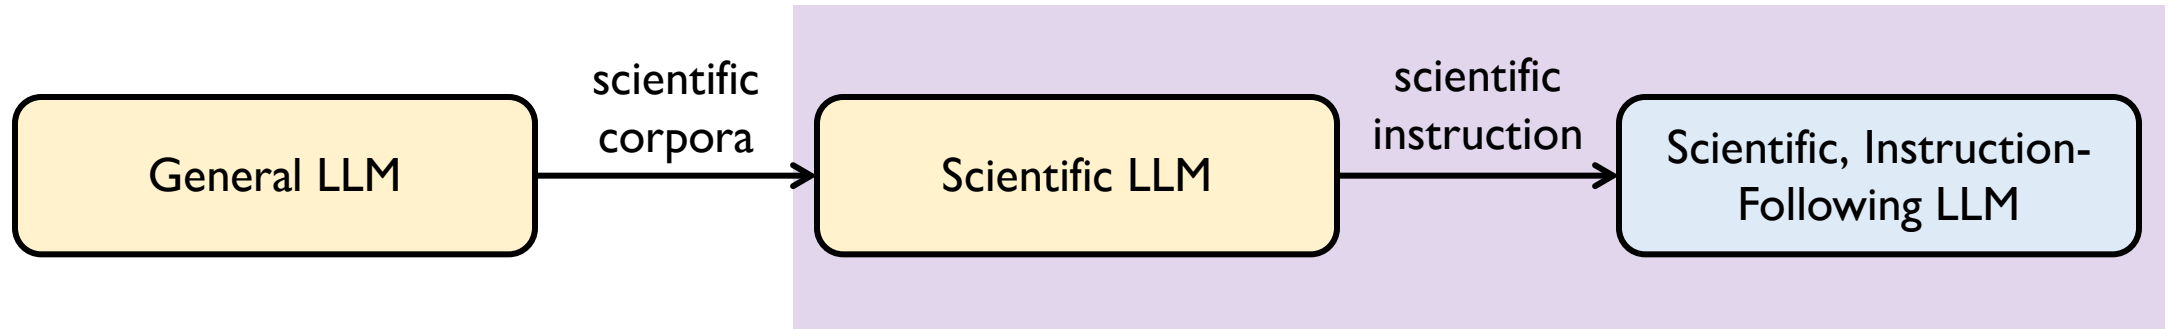 General LLM
scientific
corpora
Scientific LLM
scientific
instruction
Scientific, Instruction-
Following LLM